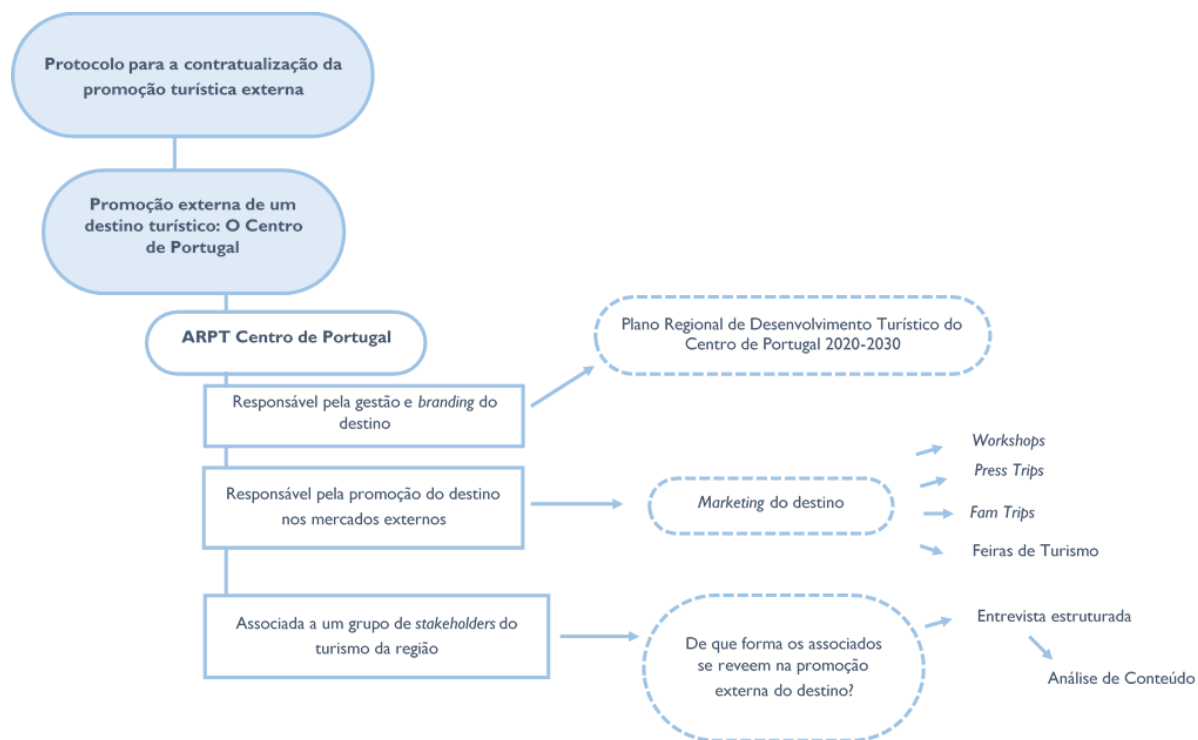 Protocolo para a contratualização da
promoção turística externa
Promoção externa de um
destino turístico: O Centro
de Portugal
ARPT Centro de Portugal
Plano Regional de Desenvolvimento Turístico do
Centro de Portugal 2020-2030
Responsável pela gestão e branding do
destino
Responsável pela promoção do destino
nos mercados externos
Marketing do destino
Workshops
Press Trips
Fam Trips
Feiras de Turismo
Associada a um grupo de stakeholders do
turismo da região
De que forma os associados
se reveem na promoção
externa do destino?
Entrevista estruturada
Análise de Conteúdo